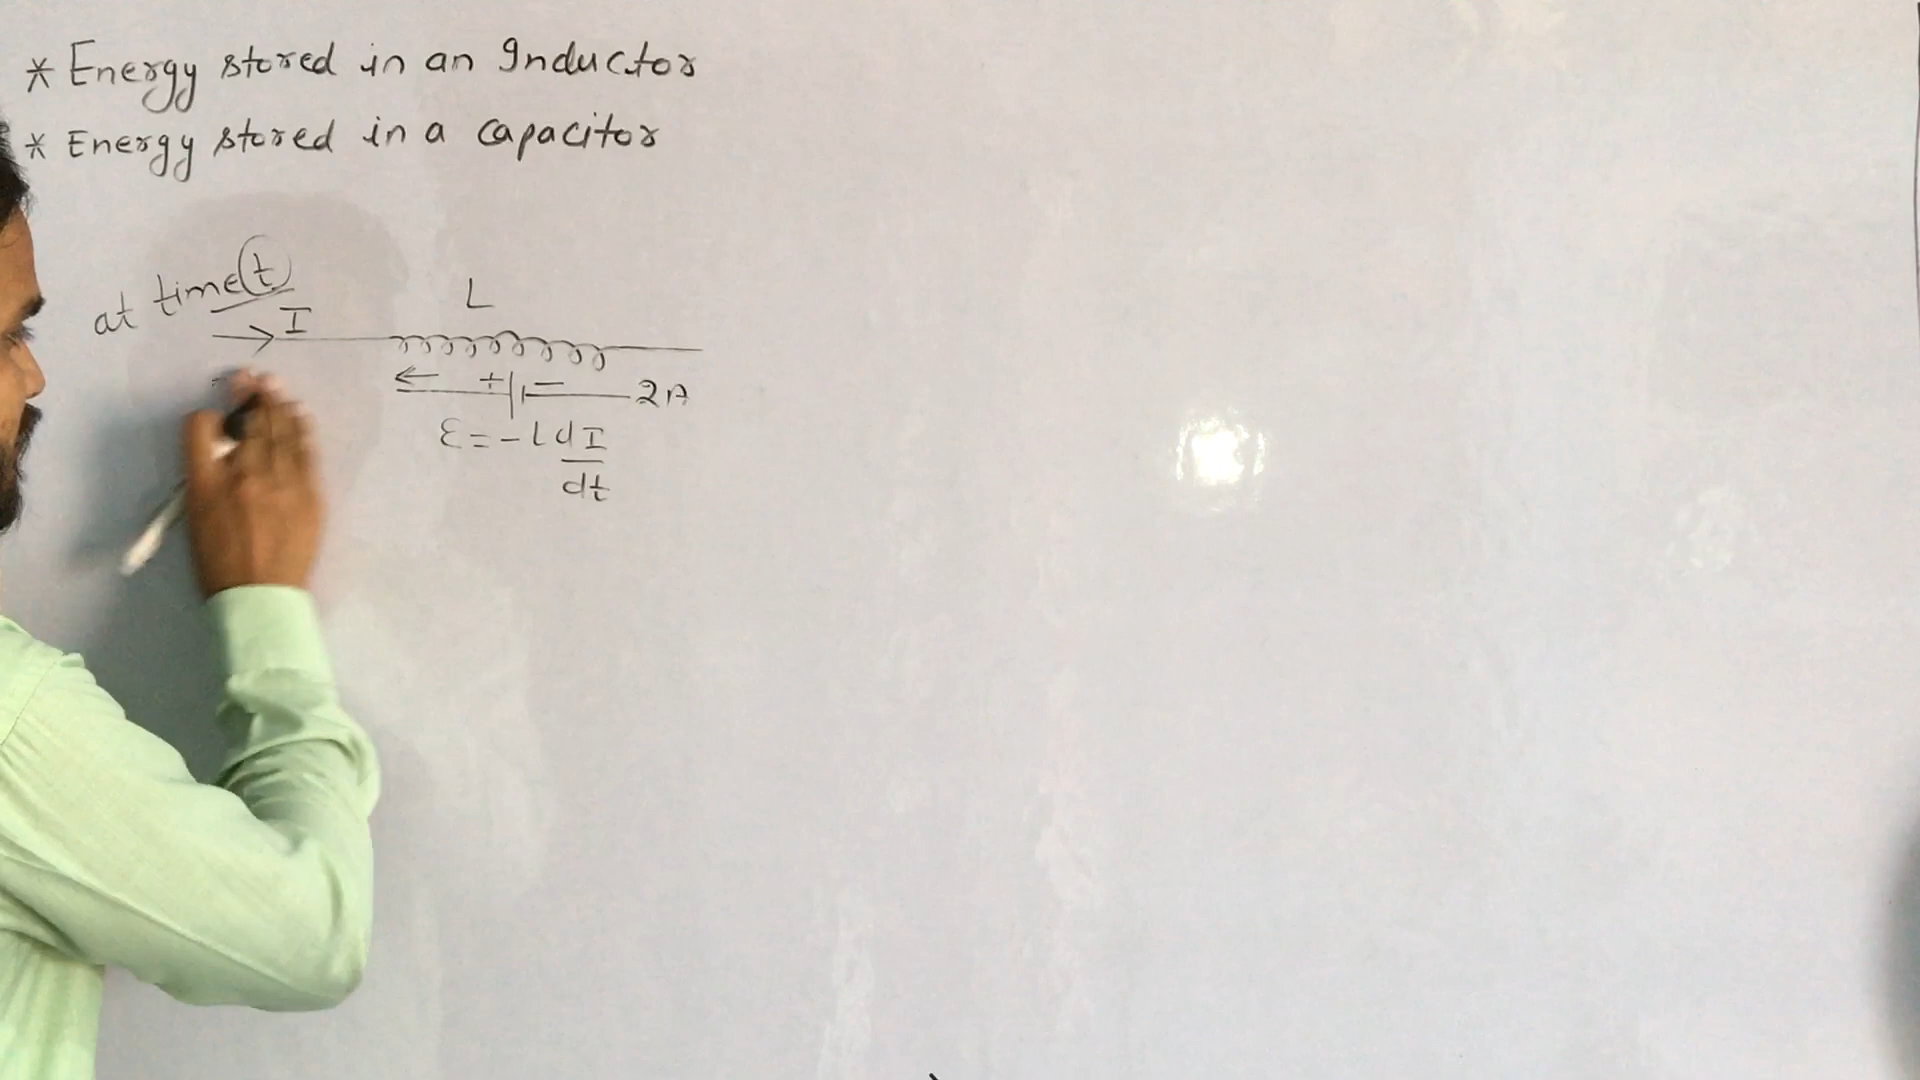 * Energy stored in an Inductor
* Energy stored in a capacitor
at time(t)
I
L
+ -
2A
ε = - L dI/dt